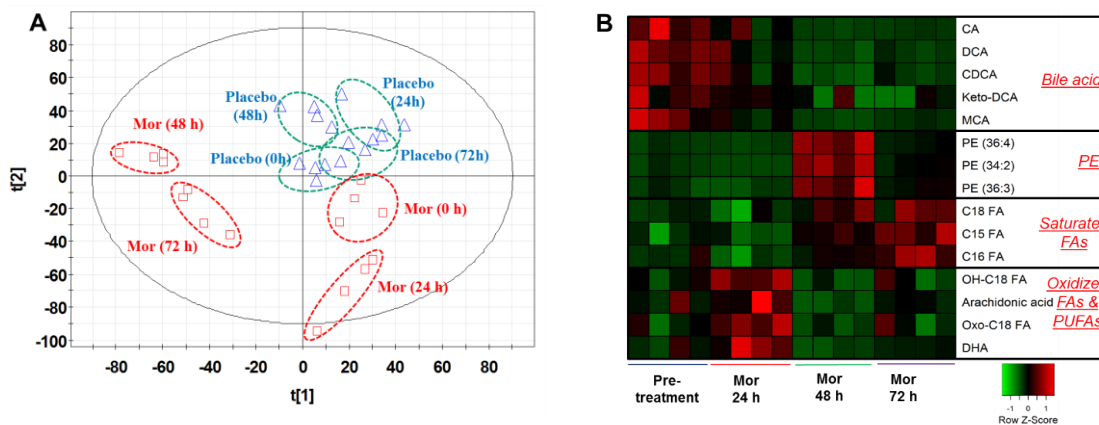 A
80
60
40
20
0
-20
-40
-60
-80
-100
t[2]
-80
-60
-40
-20
0
20
40
60
80
t[1]
Placebo
(24h)
Placebo
(48h)
Mor (48 h)
Placebo (0h)
Placebo (72h)
Mor (0 h)
Mor (72 h)
Mor (24 h)
B
CA
DCA
CDCA
Keto-DCA
MCA
Bile acid
PE (36:4)
PE (34:2)
PE (36:3)
PE
C18 FA
C15 FA
C16 FA
Saturate
FAs
OH-C18 FA
Arachidonic acid
Oxo-C18 FA
DHA
Oxidize
FAs &
PUFAs
Pre-
treatment
Mor
24 h
Mor
48 h
Mor
72 h
-1 0 1
Row Z-Score